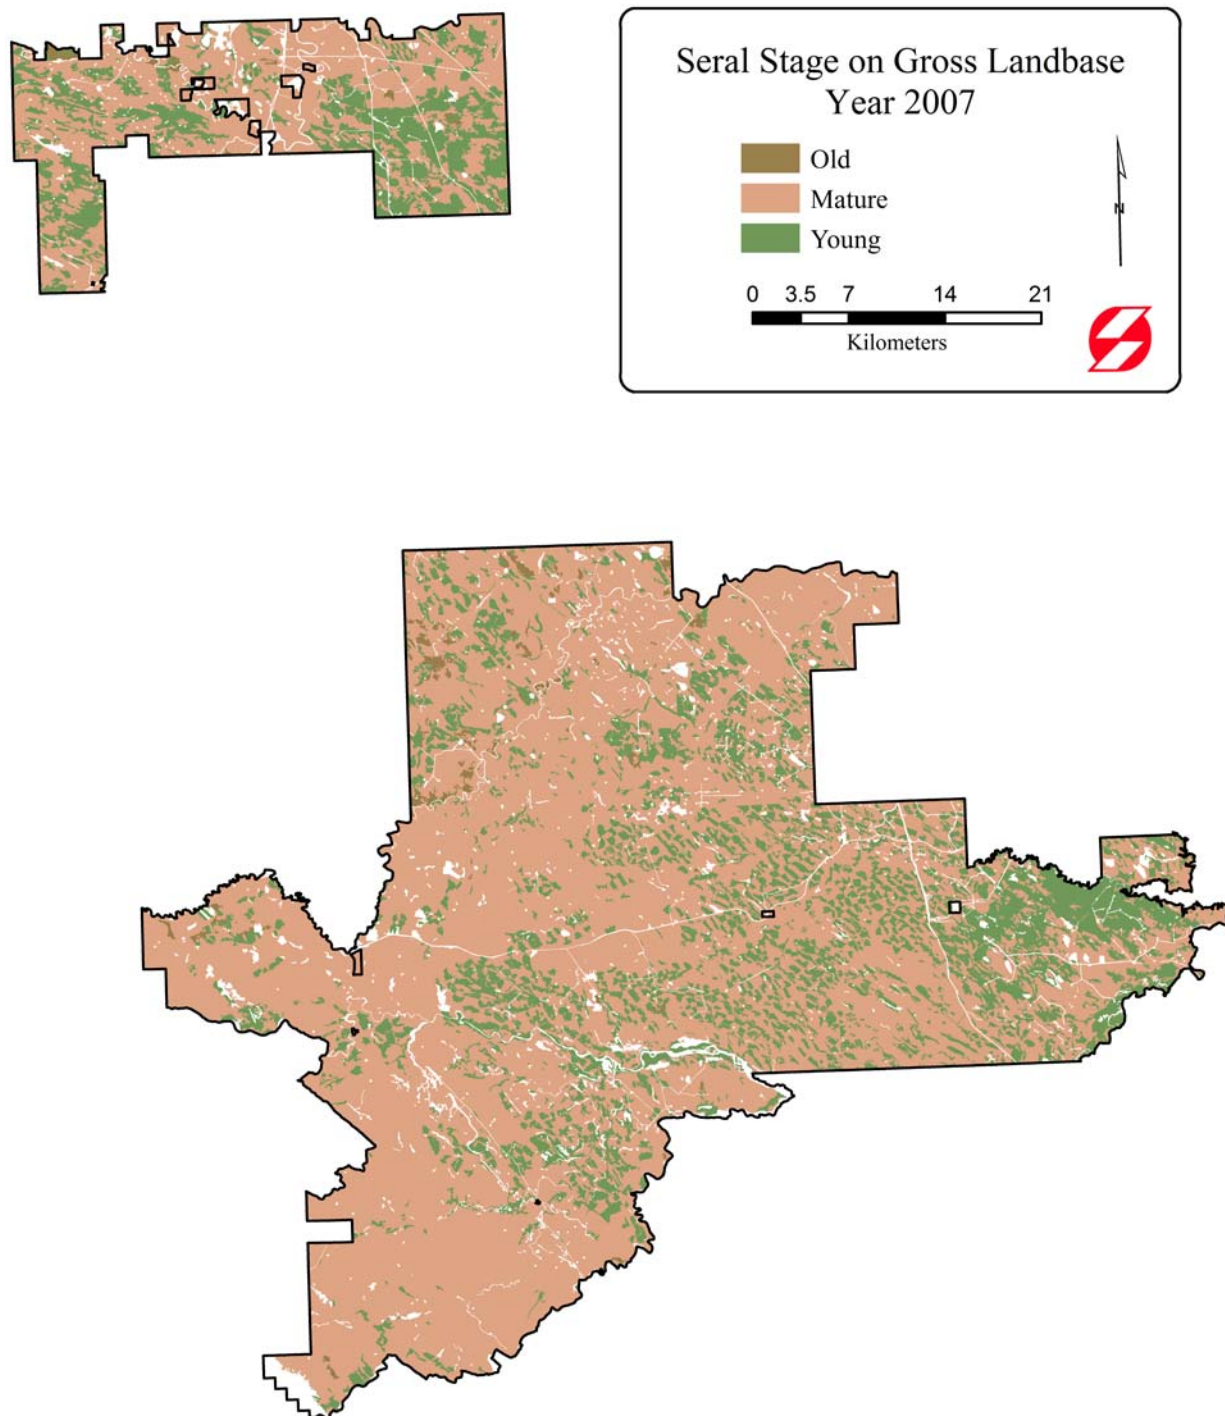 Seral Stage on Gross Landbase
Year 2007
Old
Mature
Young
N
0 3.5 7 14 21
Kilometers